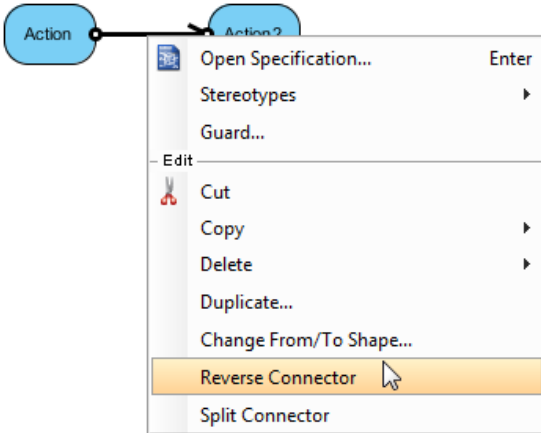 Action
Action2
Open Specification... Enter
Stereotypes
Guard...
Edit
Cut
Copy
Delete
Duplicate...
Change From/To Shape...
Reverse Connector
Split Connector